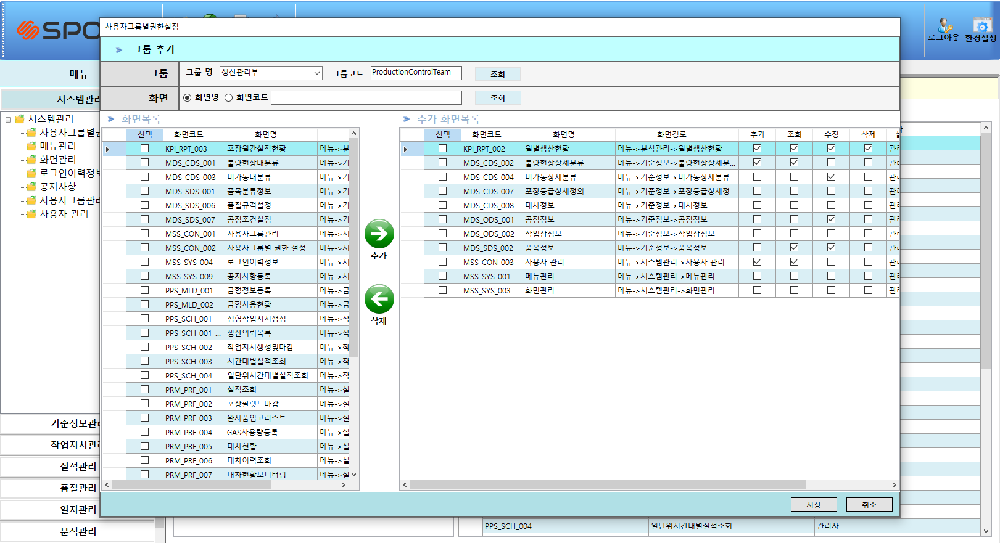 SPO
로그아웃 환경설정
사용자그룹별권한설정
그룹 추가
메뉴
그룹 그룹 명 생산관리부 그룹코드 ProductionControlTeam 조회
시스템관리
화면 화면명 화면코드 조회
시스템관리
사용자그룹별권
메뉴관리
화면관리
로그인이력정보
공지사항
사용자그룹관리
사용자 관리
기준정보관리
작업지시관리
실적관리
품질관리
일지관리
분석관리
화면목록
선택 화면코드 화면명
KPI_RPT_003 포장월간실적현황 메뉴->분
MDS_CDS_001 불량현상대분류 메뉴->기
MDS_CDS_003 비가동대분류 메뉴->기
MDS_SDS_001 품목분류정보 메뉴->기
MDS_SDS_006 품질규격설정 메뉴->기
MDS_SDS_007 공정조건설정 메뉴->기
MSS_CON_001 사용자그룹관리 메뉴->시
MSS_CON_002 사용자그룹별 권한 설정 메뉴->시
MSS_SYS_004 로그인이력정보 메뉴->시
MSS_SYS_009 공지사항등록 메뉴->시
PPS_MLD_001 금형정보등록 메뉴->금
PPS_MLD_002 금형사용현황 메뉴->금
PPS_SCH_001 성형작업지시생성 메뉴->작
PPS_SCH_001_... 생산의뢰목록 메뉴->작
PPS_SCH_002 작업지시생성및마감 메뉴->작
PPS_SCH_003 시간대별실적조회 메뉴->작
PPS_SCH_004 일단위시간대별실적조회 메뉴->작
PRM_PRF_001 실적조회 메뉴->실
PRM_PRF_002 포장팔렛트마감 메뉴->실
PRM_PRF_003 완제품입고리스트 메뉴->실
PRM_PRF_004 GAS사용량등록 메뉴->실
PRM_PRF_005 대차현황 메뉴->실
PRM_PRF_006 대차이력조회 메뉴->실
PRM_PRF_007 대차현황모니터링 메뉴->실
추가
삭제
추가 화면목록
선택 화면코드 화면명 화면경로 추가 조회 수정 삭제
KPI_RPT_002 월별생산현황 메뉴->분석관리->월별생산현황 관리
MDS_CDS_002 불량현상상세분류 메뉴->기준정보->불량현상상세분... 관리
MDS_CDS_004 비가동상세분류 메뉴->기준정보->비가동상세분류 관리
MDS_CDS_007 포장등급상세정의 메뉴->기준정보->포장등급상세정... 관리
MDS_CDS_008 대차정보 메뉴->기준정보->대처정보 관리
MDS_ODS_001 공정정보 메뉴->기준정보->공정정보 관리
MDS_ODS_002 작업장정보 메뉴->기준정보->작업장정보 관리
MDS_SDS_002 품목정보 메뉴->기준정보->품목정보 관리
MSS_CON_003 사용자 관리 메뉴->시스템관리->사용자 관리 관리
MSS_SYS_001 메뉴관리 메뉴->시스템관리->메뉴관리 관리
MSS_SYS_003 화면관리 메뉴->시스템관리->화면관리 관리
저장 취소
PPS_SCH_004 일단위시간대별실적조회 관리자